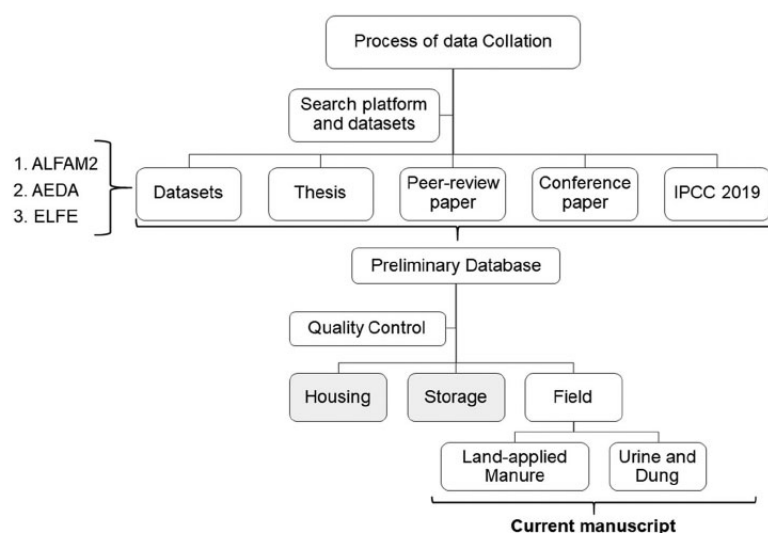 Process of data Collation
Search platform
and datasets
1. ALFAM2
2. AEDA
3. ELFE
Datasets
Thesis
Peer-review
paper
Conference
paper
IPCC 2019
Preliminary Database
Quality Control
Housing
Storage
Field
Land-applied
Manure
Urine and
Dung
Current manuscript